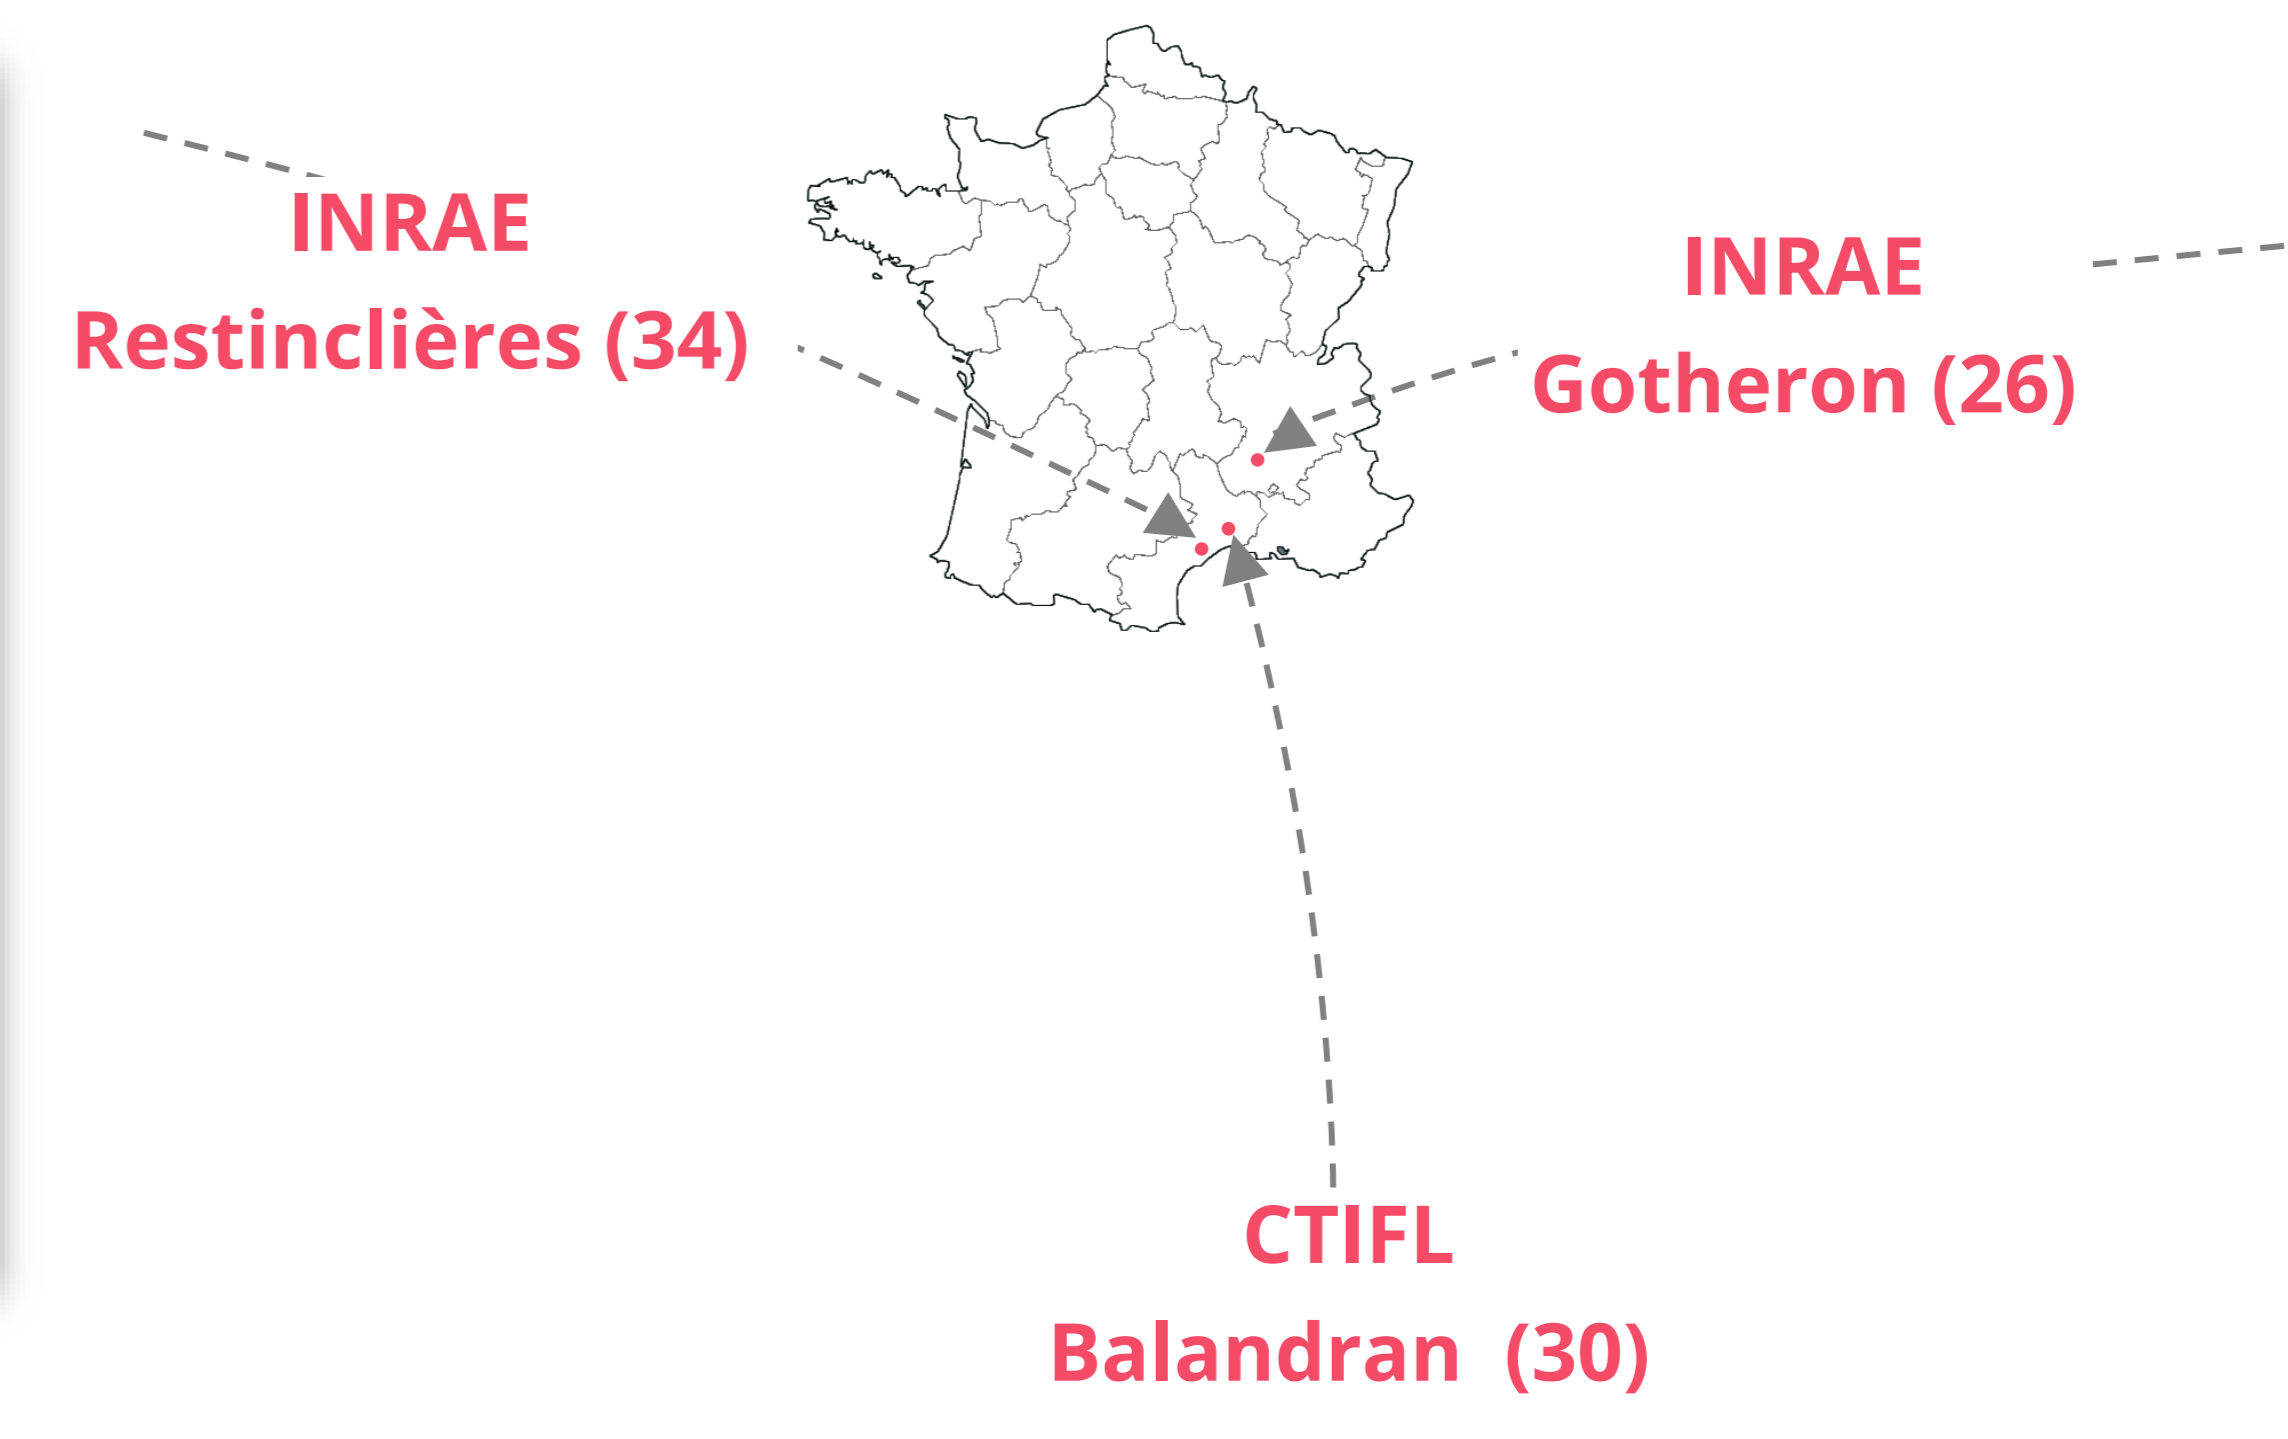 INRAE
Restinclières (34)
INRAE
Gotheron (26)
CTIFL
Balandran (30)